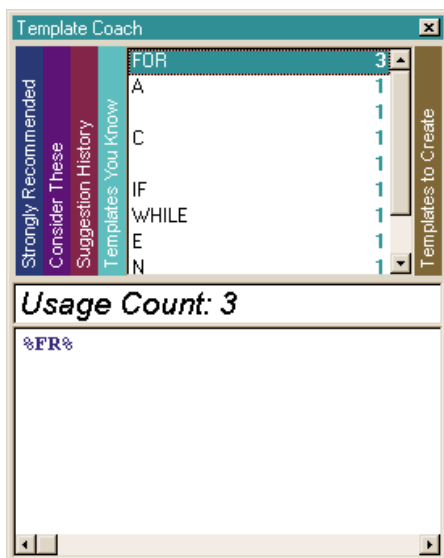 Template Coach
Strongly Recommended
Consider These
Suggestion History
Templates You Know
FOR 3
A 1
1
C 1
1
IF 1
WHILE 1
E 1
N 1
Templates to Create
Usage Count: 3
%FR%